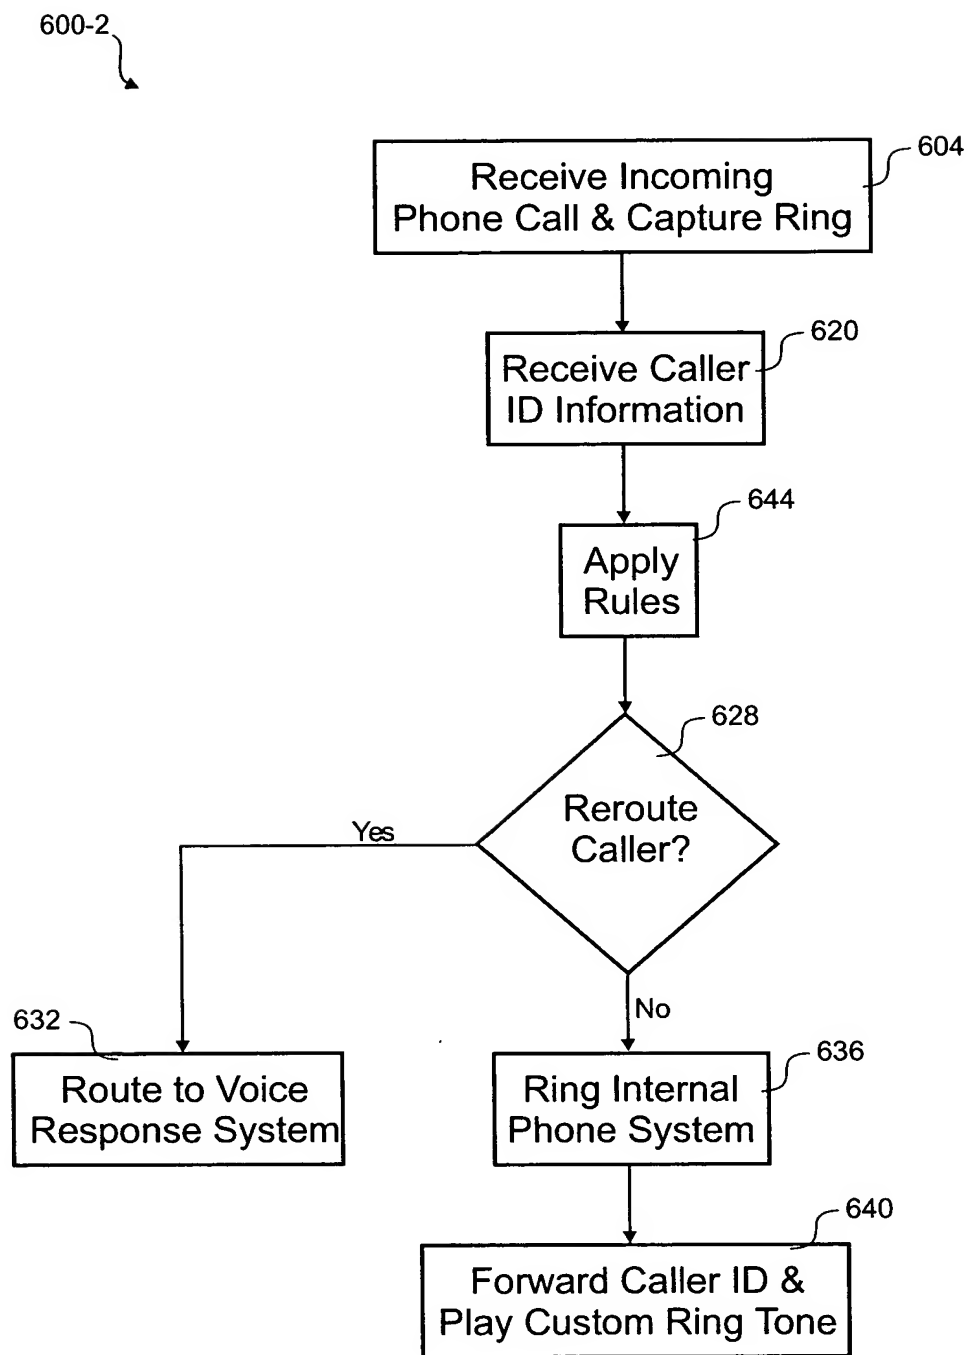 600-2
604
Receive Incoming
Phone Call & Capture Ring
620
Receive Caller
ID Information
644
Apply
Rules
628
Reroute
Caller?
Yes
No
632
Route to Voice
Response System
636
Ring Internal
Phone System
640
Forward Caller ID &
Play Custom Ring Tone